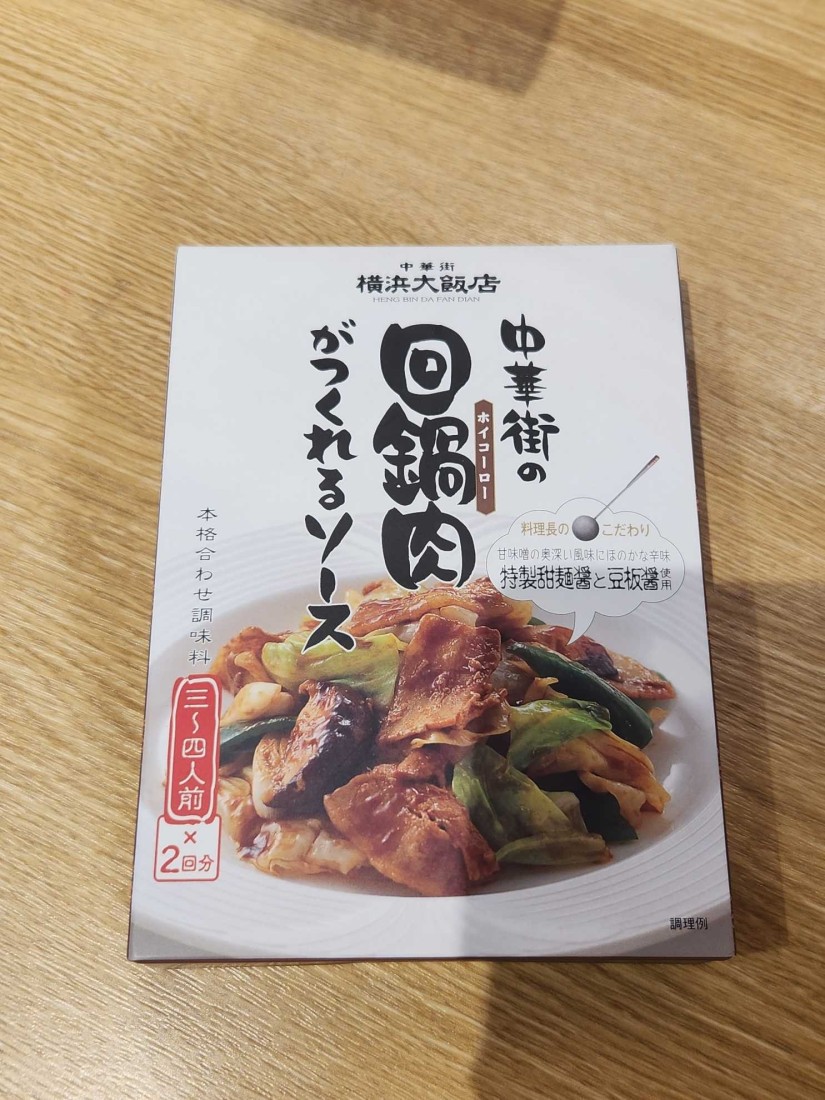 中華街
横浜大飯店
HENG BIN DA FAN DIAN
中華街の
回鍋肉
ホイコーロー
がつくれるソース
料理長のこだわり
甘味噌の奥深い風味にほのかな辛味
特製甜麺醤と豆板醤使用
本格合わせ調味料
三〜四人前
×
2回分
調理例